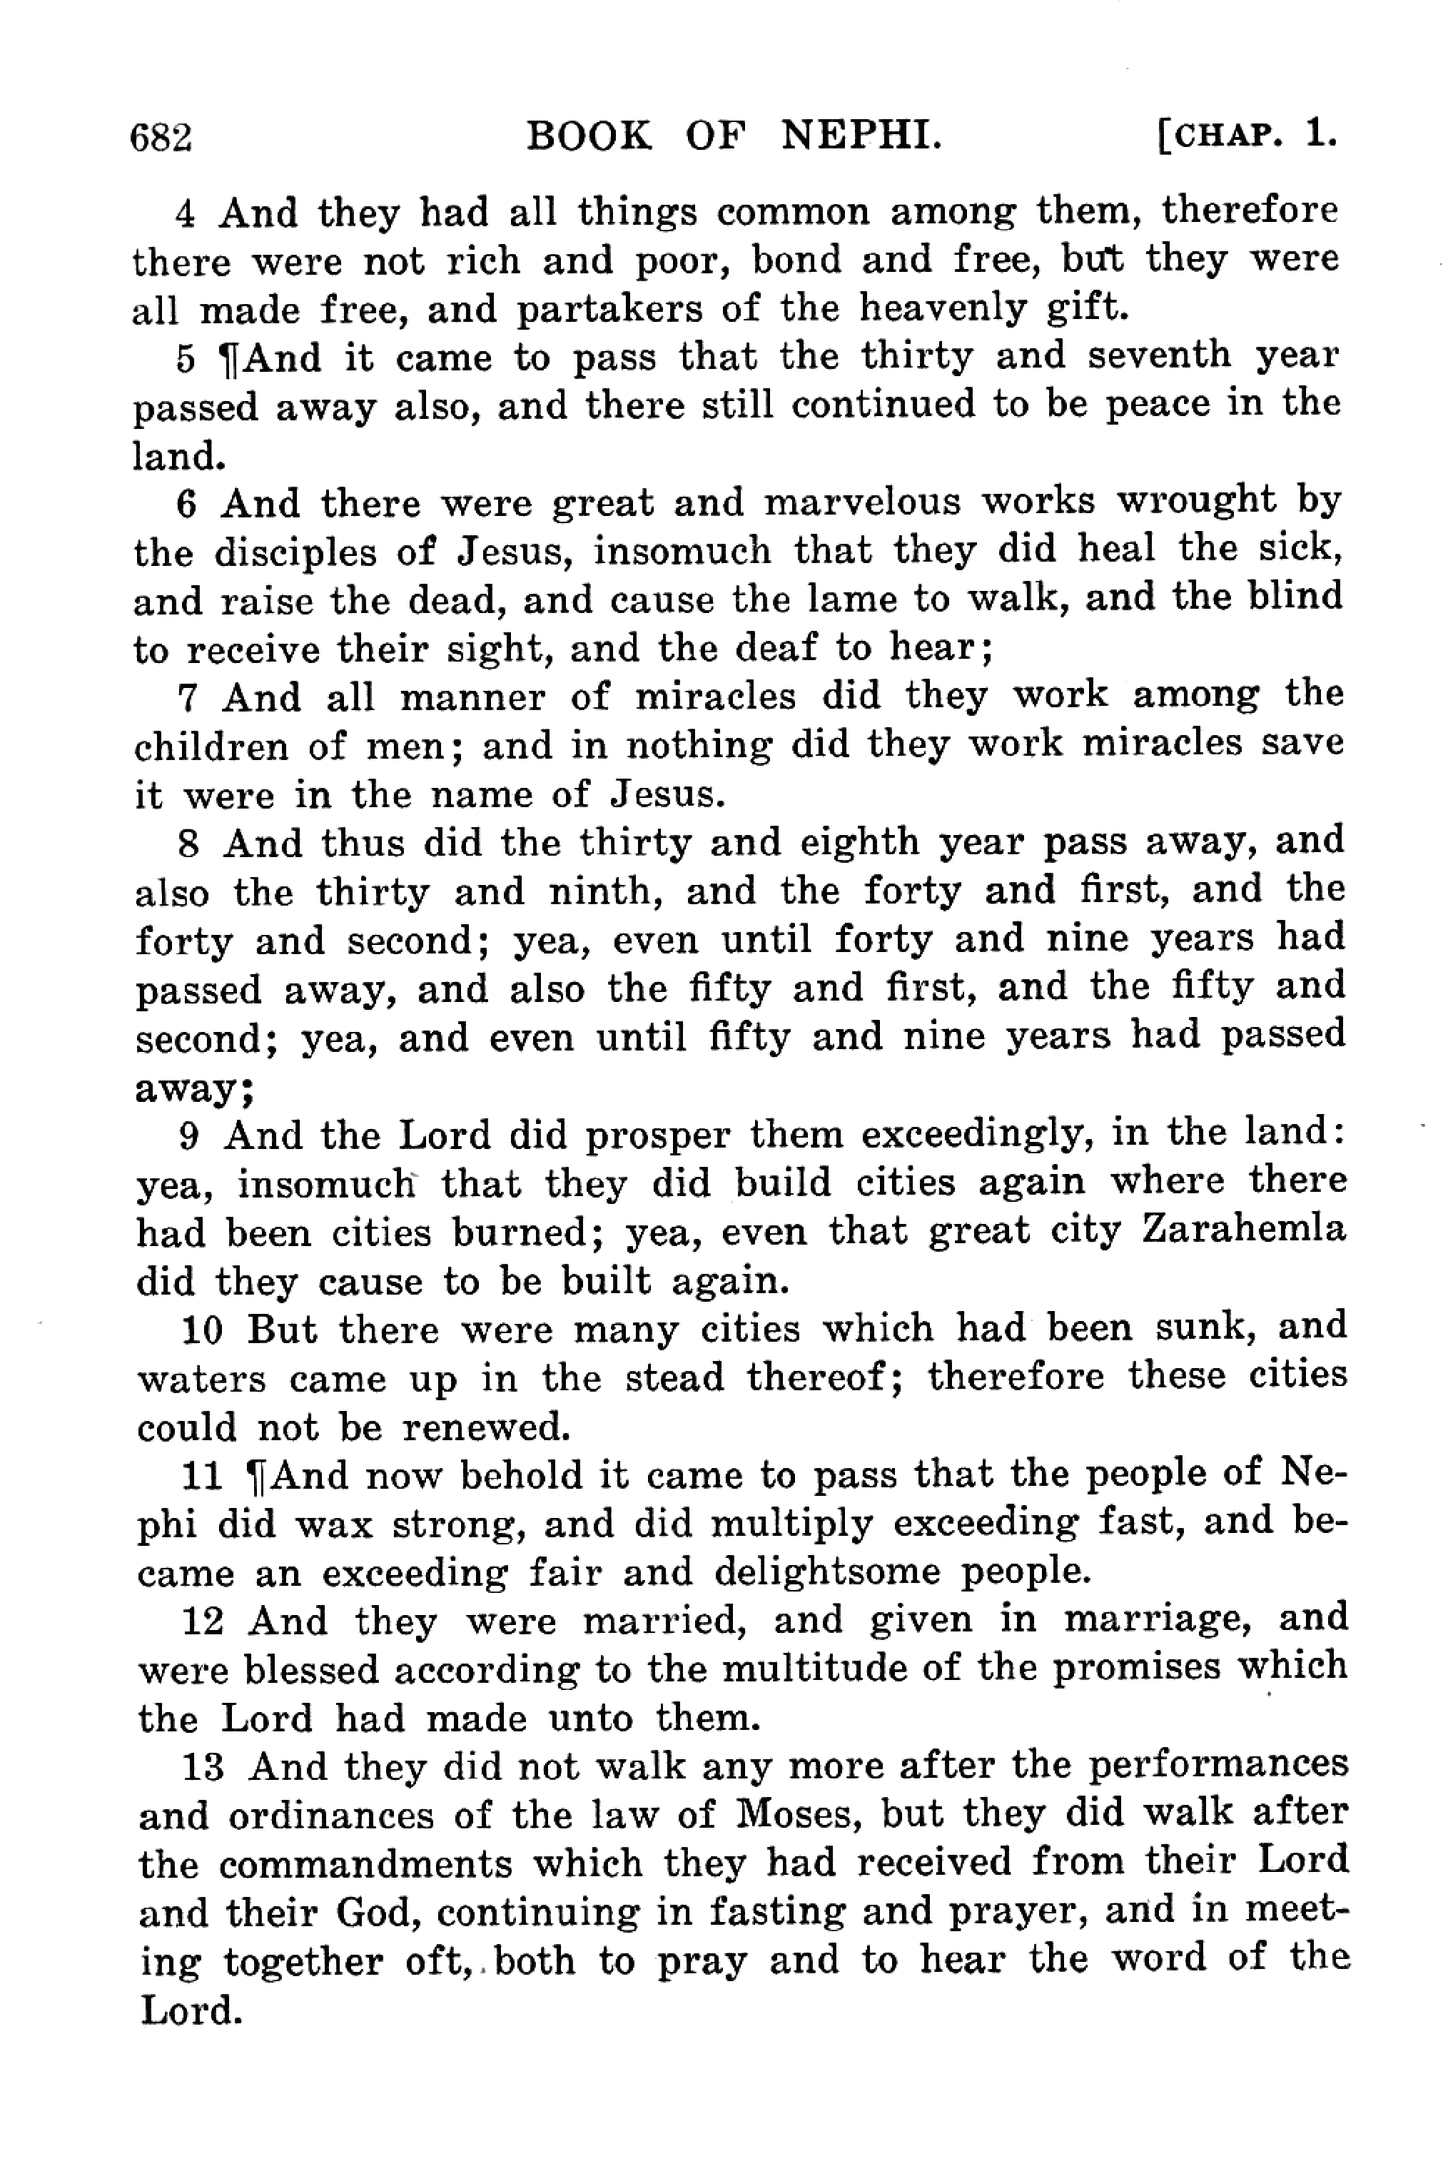 682 BOOK OF NEPHI. [CHAP. 1.
4 And they had all things common among them, therefore
there were not rich and poor, bond and free, but they were
all made free, and partakers of the heavenly gift.
5 ¶And it came to pass that the thirty and seventh year
passed away also, and there still continued to be peace in the
land.
6 And there were great and marvelous works wrought by
the disciples of Jesus, insomuch that they did heal the sick,
and raise the dead, and cause the lame to walk, and the blind
to receive their sight, and the deaf to hear;
7 And all manner of miracles did they work among the
children of men; and in nothing did they work miracles save
it were in the name of Jesus.
8 And thus did the thirty and eighth year pass away, and
also the thirty and ninth, and the forty and first, and the
forty and second; yea, even until forty and nine years had
passed away, and also the fifty and first, and the fifty and
second; yea, and even until fifty and nine years had passed
away;
9 And the Lord did prosper them exceedingly, in the land:
yea, insomuch that they did build cities again where there
had been cities burned; yea, even that great city Zarahemla
did they cause to be built again.
10 But there were many cities which had been sunk, and
waters came up in the stead thereof; therefore these cities
could not be renewed.
11 ¶And now behold it came to pass that the people of Ne-
phi did wax strong, and did multiply exceeding fast, and be-
came an exceeding fair and delightsome people.
12 And they were married, and given in marriage, and
were blessed according to the multitude of the promises which
the Lord had made unto them.
13 And they did not walk any more after the performances
and ordinances of the law of Moses, but they did walk after
the commandments which they had received from their Lord
and their God, continuing in fasting and prayer, and in meet-
ing together oft, both to pray and to hear the word of the
Lord.